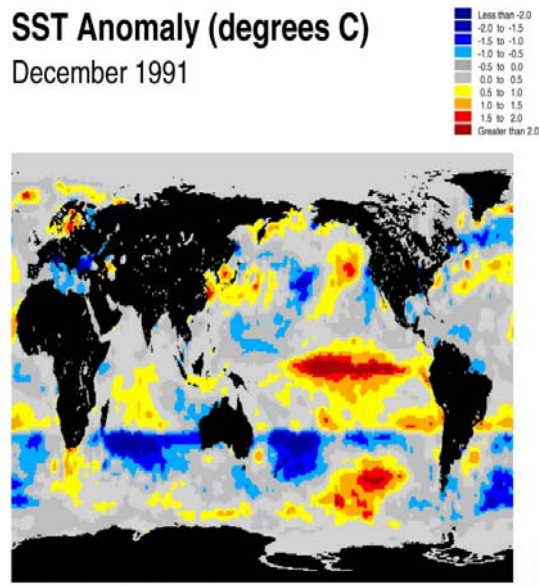 SST Anomaly (degrees C)
December 1991
Less than -2.0
-2.0 to -1.5
-1.5 to -1.0
-1.0 to -0.5
-0.5 to 0.0
0.0 to 0.5
0.5 to 1.0
1.0 to 1.5
1.5 to 2.0
Greater than 2.0